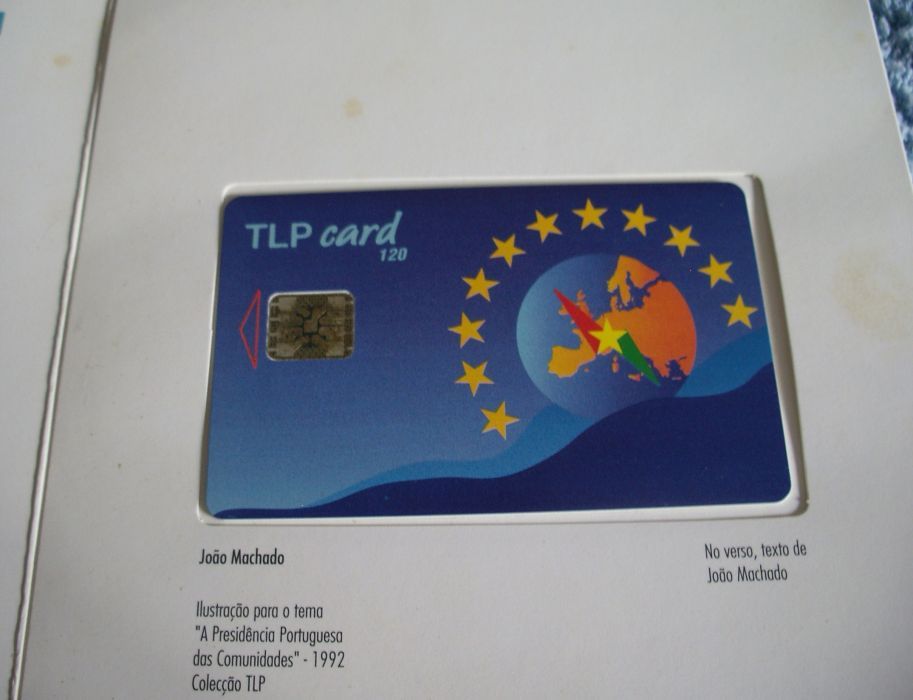 TLP card
120
João Machado
Ilustração para o tema
"A Presidência Portuguesa
das Comunidades" - 1992
Colecção TLP
No verso, texto de
João Machado